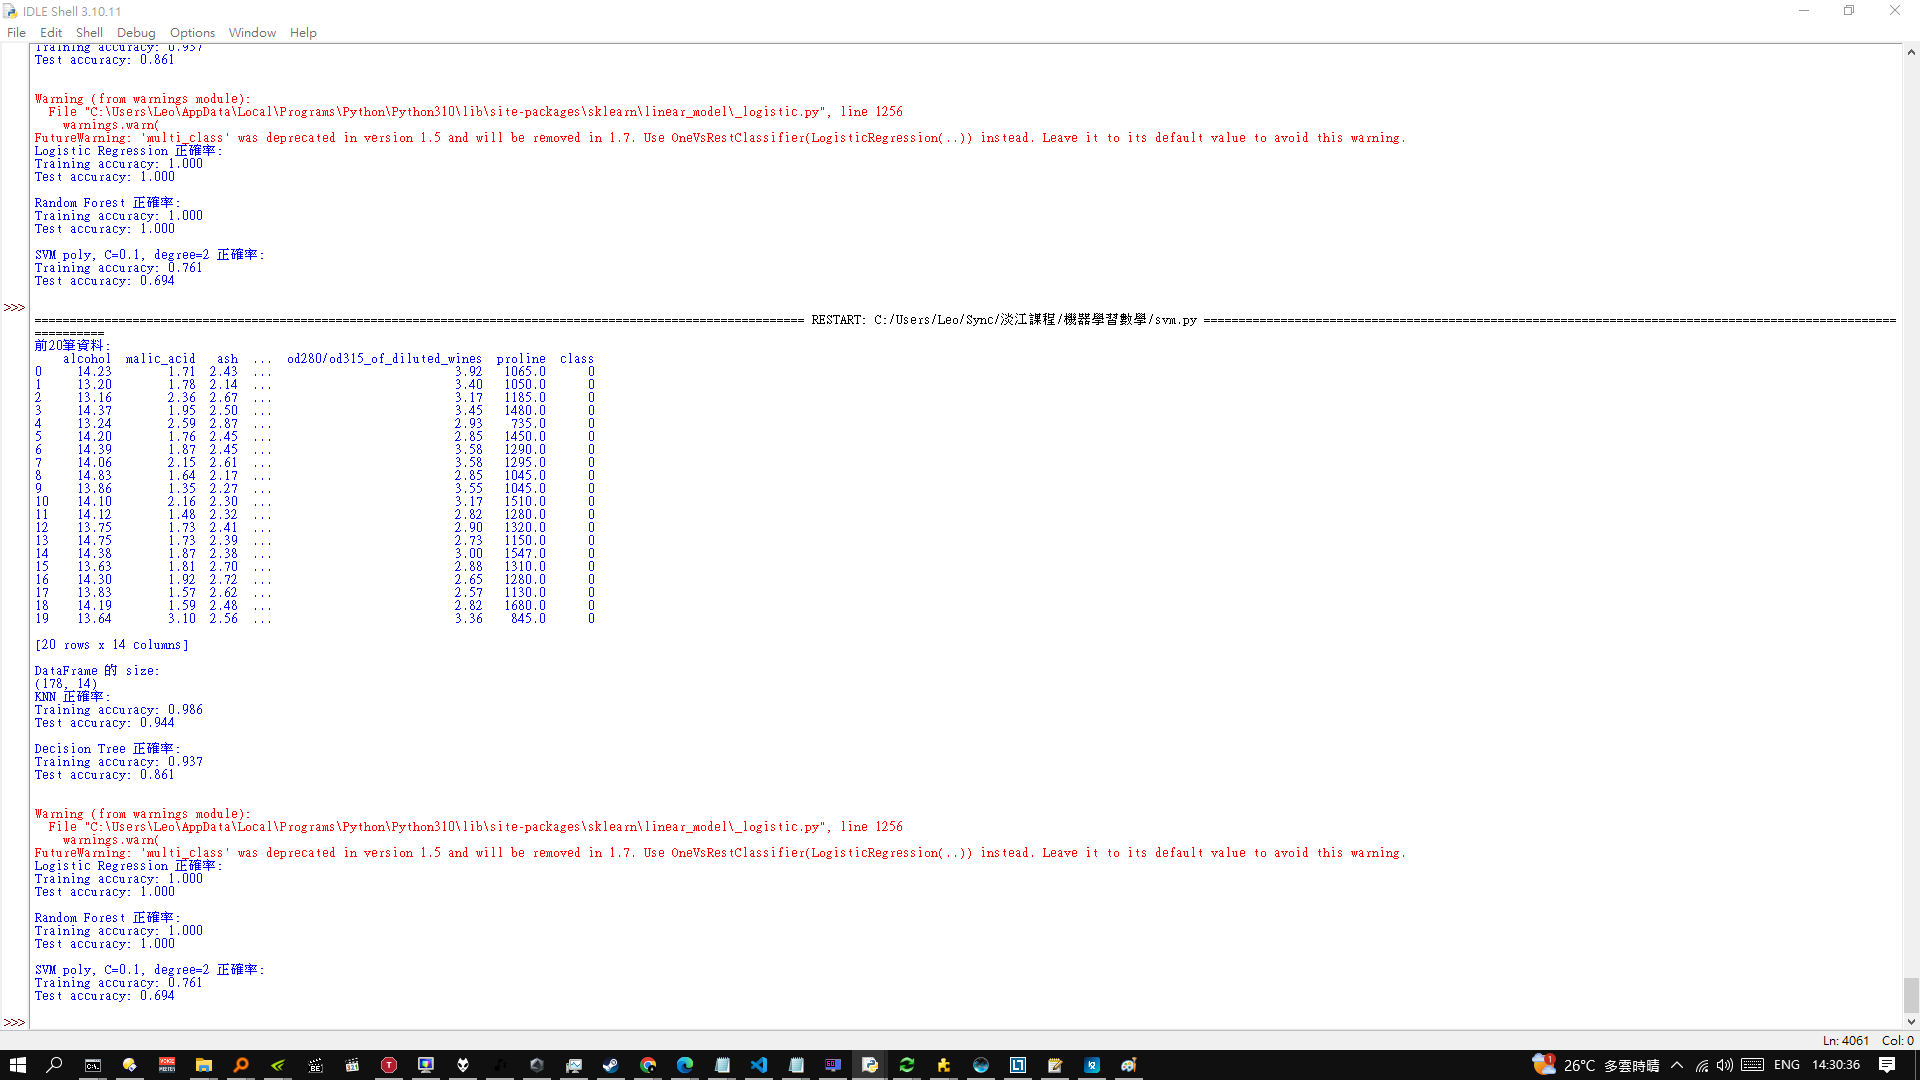 IDLE Shell 3.10.11
File Edit Shell Debug Options Window Help
Training accuracy: 0.937
Test accuracy: 0.861
Warning (from warnings module):
File "C:\Users\Leo\AppData\Local\Programs\Python\Python310\lib\site-packages\sklearn\linear_model\_logistic.py", line 1256
warnings.warn(
FutureWarning: 'multi_class' was deprecated in version 1.5 and will be removed in 1.7. Use OneVsRestClassifier(LogisticRegression(..)) instead. Leave it to its default value to avoid this warning.
Logistic Regression 正確率:
Training accuracy: 1.000
Test accuracy: 1.000
Random Forest 正確率:
Training accuracy: 1.000
Test accuracy: 1.000
SVM poly, C=0.1, degree=2 正確率:
Training accuracy: 0.761
Test accuracy: 0.694
>>>
============================================================================================================== RESTART: C:/Users/Leo/Sync/淡江課程/機器學習數學/svm.py ===================================================================================================
==========
前20筆資料:
alcohol malic_acid ash ... od280/od315_of_diluted_wines proline class
0 14.23 1.71 2.43 ... 3.92 1065.0 0
1 13.20 1.78 2.14 ... 3.40 1050.0 0
2 13.16 2.36 2.67 ... 3.17 1185.0 0
3 14.37 1.95 2.50 ... 3.45 1480.0 0
4 13.24 2.59 2.87 ... 2.93 735.0 0
5 14.20 1.76 2.45 ... 2.85 1450.0 0
6 14.39 1.87 2.45 ... 3.58 1290.0 0
7 14.06 2.15 2.61 ... 3.58 1295.0 0
8 14.83 1.64 2.17 ... 2.85 1045.0 0
9 13.86 1.35 2.27 ... 3.55 1045.0 0
10 14.10 2.16 2.30 ... 3.17 1510.0 0
11 14.12 1.48 2.32 ... 2.82 1280.0 0
12 13.75 1.73 2.41 ... 2.90 1320.0 0
13 14.75 1.73 2.39 ... 2.73 1150.0 0
14 14.38 1.87 2.38 ... 3.00 1547.0 0
15 13.63 1.81 2.70 ... 2.88 1310.0 0
16 14.30 1.92 2.72 ... 2.65 1280.0 0
17 13.83 1.57 2.62 ... 2.57 1130.0 0
18 14.19 1.59 2.48 ... 2.82 1680.0 0
19 13.64 3.10 2.56 ... 3.36 845.0 0
[20 rows x 14 columns]
DataFrame 的 size:
(178, 14)
KNN 正確率:
Training accuracy: 0.986
Test accuracy: 0.944
Decision Tree 正確率:
Training accuracy: 0.937
Test accuracy: 0.861
Warning (from warnings module):
File "C:\Users\Leo\AppData\Local\Programs\Python\Python310\lib\site-packages\sklearn\linear_model\_logistic.py", line 1256
warnings.warn(
FutureWarning: 'multi_class' was deprecated in version 1.5 and will be removed in 1.7. Use OneVsRestClassifier(LogisticRegression(..)) instead. Leave it to its default value to avoid this warning.
Logistic Regression 正確率:
Training accuracy: 1.000
Test accuracy: 1.000
Random Forest 正確率:
Training accuracy: 1.000
Test accuracy: 1.000
SVM poly, C=0.1, degree=2 正確率:
Training accuracy: 0.761
Test accuracy: 0.694
>>>
Ln: 4061 Col: 0
1 26°C 多雲時晴 ENG 14:30:36